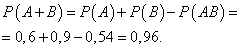 P(A+B) = P(A) + P(B) − P(AB) =
= 0,6 + 0,9 − 0,54 = 0,96.